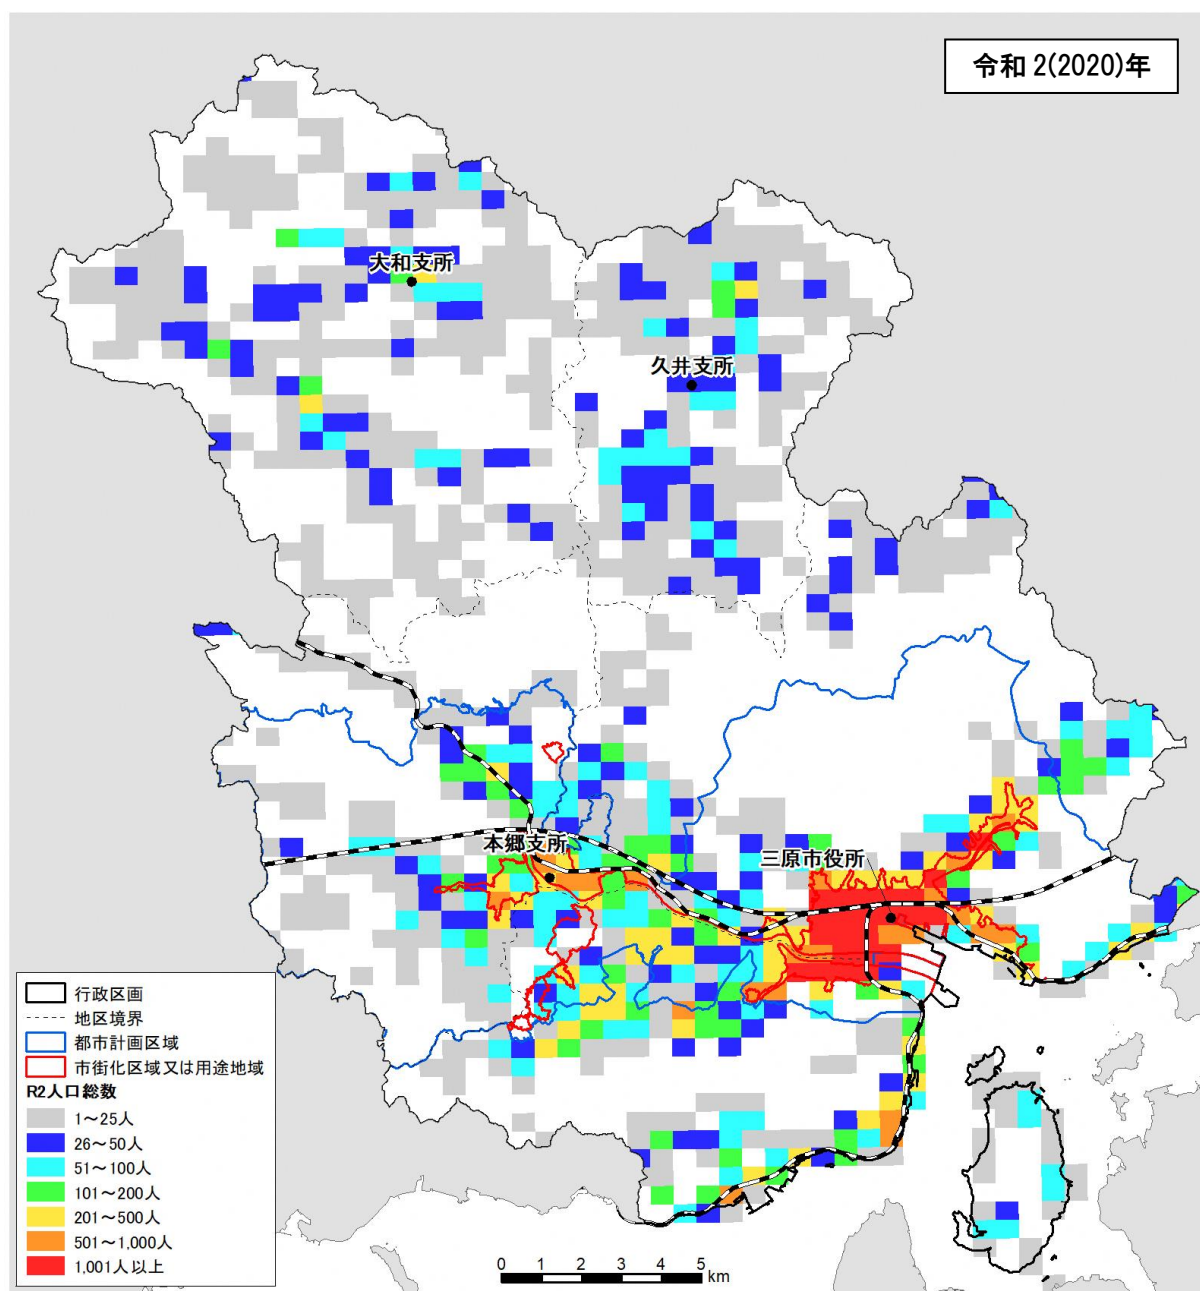 令和2(2020)年
大和支所
久井支所
本郷支所
三原市役所
行政区画
地区境界
都市計画区域
市街化区域又は用途地域
R2人口総数
1～25人
26～50人
51～100人
101～200人
201～500人
501～1,000人
1,001人以上
0 1 2 3 4 5
km